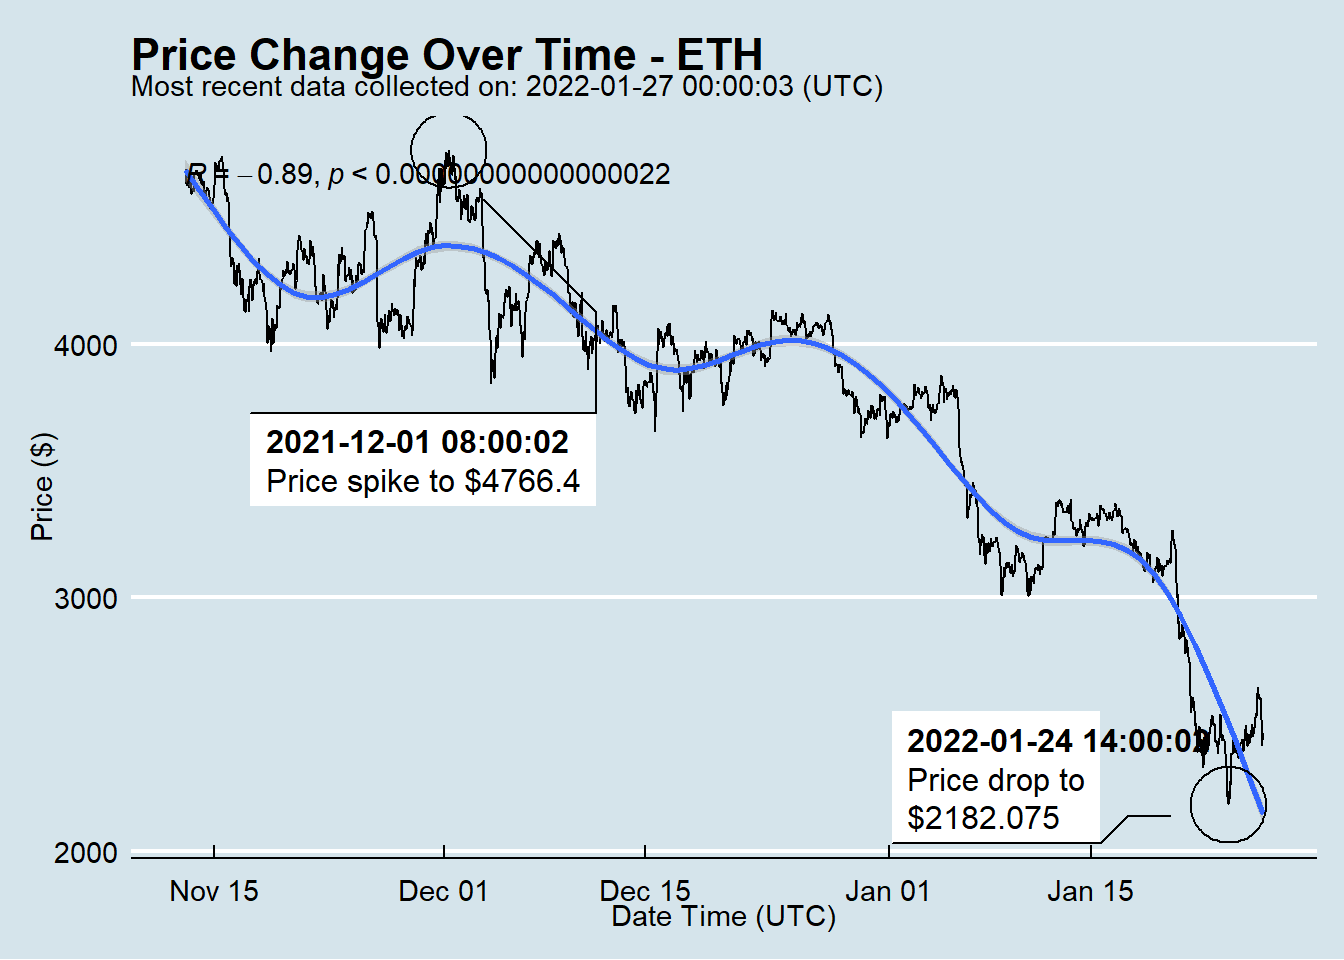 Price Change Over Time - ETH
Most recent data collected on: 2022-01-27 00:00:03 (UTC)
R = −0.89, p < 0.00000000000000022
4000
2021-12-01 08:00:02
Price spike to $4766.4
Price ($)
3000
2022-01-24 14:00:02
Price drop to
$2182.075
2000
Nov 15 Dec 01 Dec 15 Jan 01 Jan 15
Date Time (UTC)